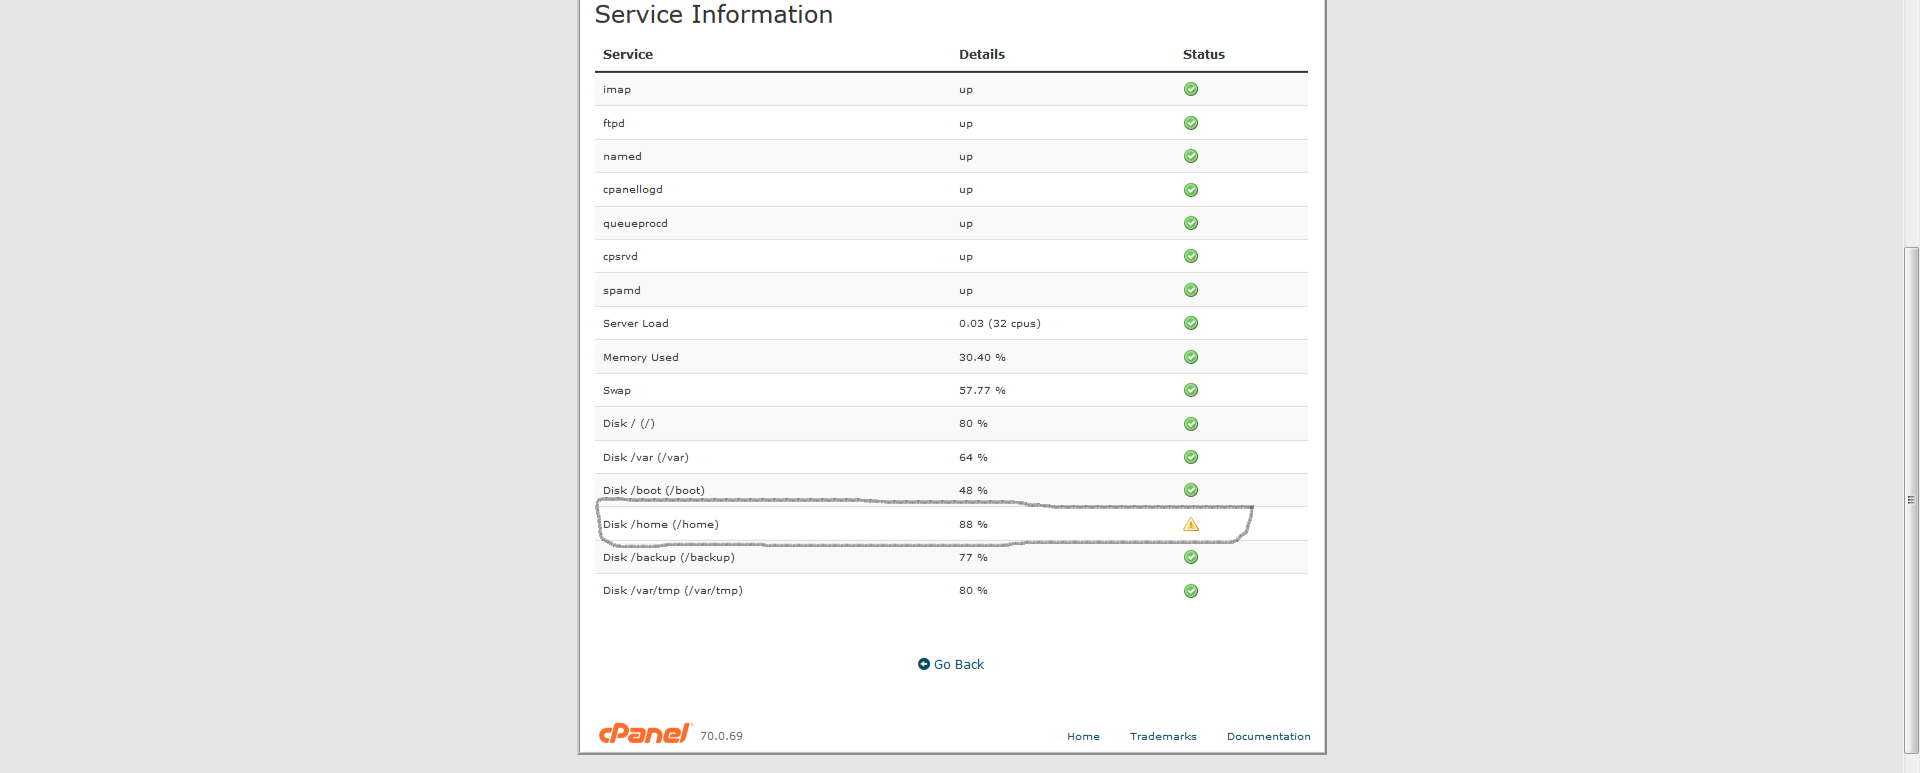 Service Information
Service Details Status
imap up
ftpd up
named up
cpanellogd up
queueprocd up
cpsrvd up
spamd up
Server Load 0.03 (32 cpus)
Memory Used 30.40 %
Swap 57.77 %
Disk / (/) 80 %
Disk /var (/var) 64 %
Disk /boot (/boot) 48 %
Disk /home (/home) 88 %
Disk /backup (/backup) 77 %
Disk /var/tmp (/var/tmp) 80 %
Go Back
cPanel 70.0.69 Home Trademarks Documentation